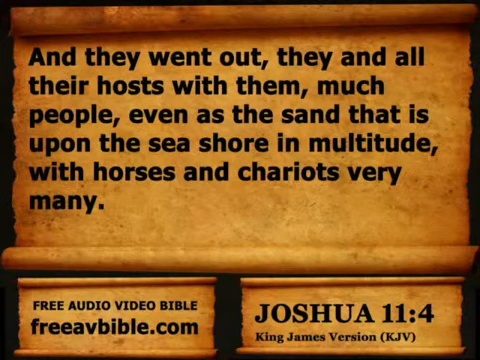 And they went out, they and all
their hosts with them, much
people, even as the sand that is
upon the sea shore in multitude,
with horses and chariots very
many.
FREE AUDIO VIDEO BIBLE
freeavbible.com
JOSHUA 11:4
King James Version (KJV)